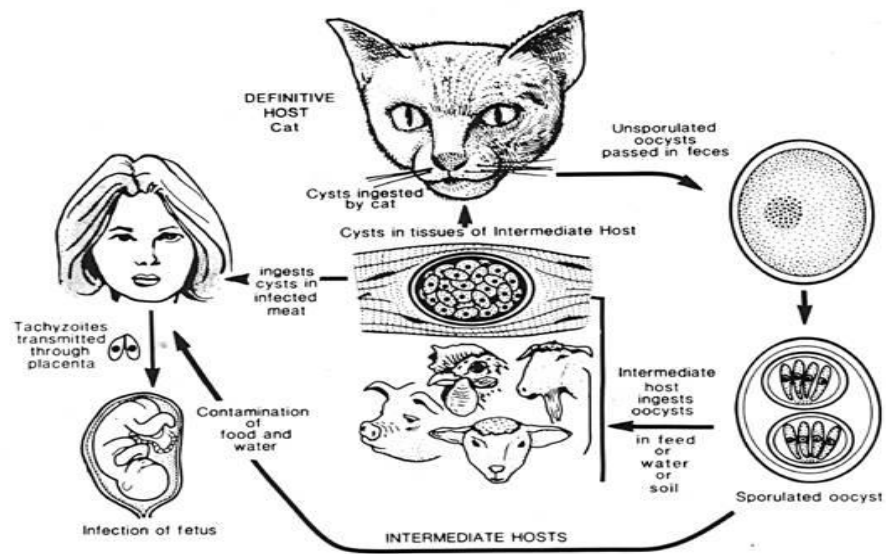 DEFINITIVE
HOST
Cat
Unsporulated
oocysts
passed in feces
Cysts ingested
by cat
Cysts in tissues of Intermediate Host
ingests
cysts in
infected
meat
Tachyzoites
transmitted
through
placenta
Contamination
of
food and
water
Intermediate
host
ingests
oocysts
in feed
or
water
or
soil
Sporulated oocyst
Infection of fetus
INTERMEDIATE HOSTS